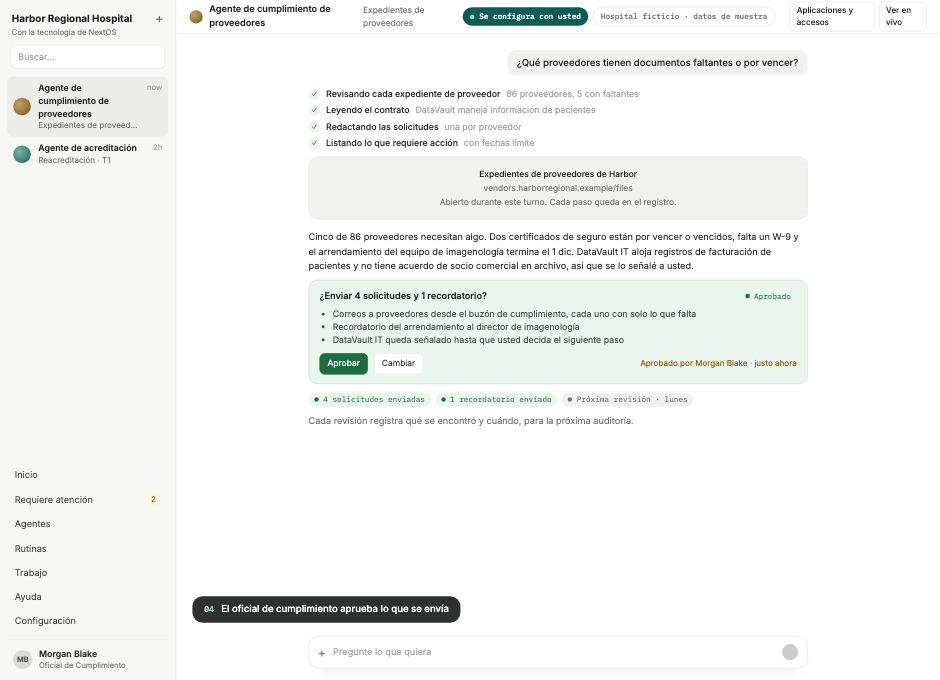 Harbor Regional Hospital
+
Con la tecnología de NextOS
Buscar...
Agente de cumplimiento de proveedores
now
Expedientes de proveed...
Agente de acreditación
2h
Reacreditación · T1
Inicio
Requiere atención
2
Agentes
Rutinas
Trabajo
Ayuda
Configuración
MB
Morgan Blake
Oficial de Cumplimiento
Agente de cumplimiento de proveedores
Expedientes de proveedores
Se configura con usted
Hospital ficticio · datos de muestra
Aplicaciones y accesos
Ver en vivo
¿Qué proveedores tienen documentos faltantes o por vencer?
Revisando cada expediente de proveedor 86 proveedores, 5 con faltantes
Leyendo el contrato DataVault maneja información de pacientes
Redactando las solicitudes una por proveedor
Listando lo que requiere acción con fechas límite
Expedientes de proveedores de Harbor
vendors.harborregional.example/files
Abierto durante este turno. Cada paso queda en el registro.
Cinco de 86 proveedores necesitan algo. Dos certificados de seguro están por vencer o vencidos, falta un W-9 y
el arrendamiento del equipo de imagenología termina el 1 dic. DataVault IT aloja registros de facturación de
pacientes y no tiene acuerdo de socio comercial en archivo, así que se lo señalé a usted.
¿Enviar 4 solicitudes y 1 recordatorio?
Aprobado
• Correos a proveedores desde el buzón de cumplimiento, cada uno con solo lo que falta
• Recordatorio del arrendamiento al director de imagenología
• DataVault IT queda señalado hasta que usted decida el siguiente paso
Aprobar
Cambiar
Aprobado por Morgan Blake · justo ahora
4 solicitudes enviadas
1 recordatorio enviado
Próxima revisión · lunes
Cada revisión registra qué se encontró y cuándo, para la próxima auditoría.
04 El oficial de cumplimiento aprueba lo que se envía
+ Pregunte lo que quiera